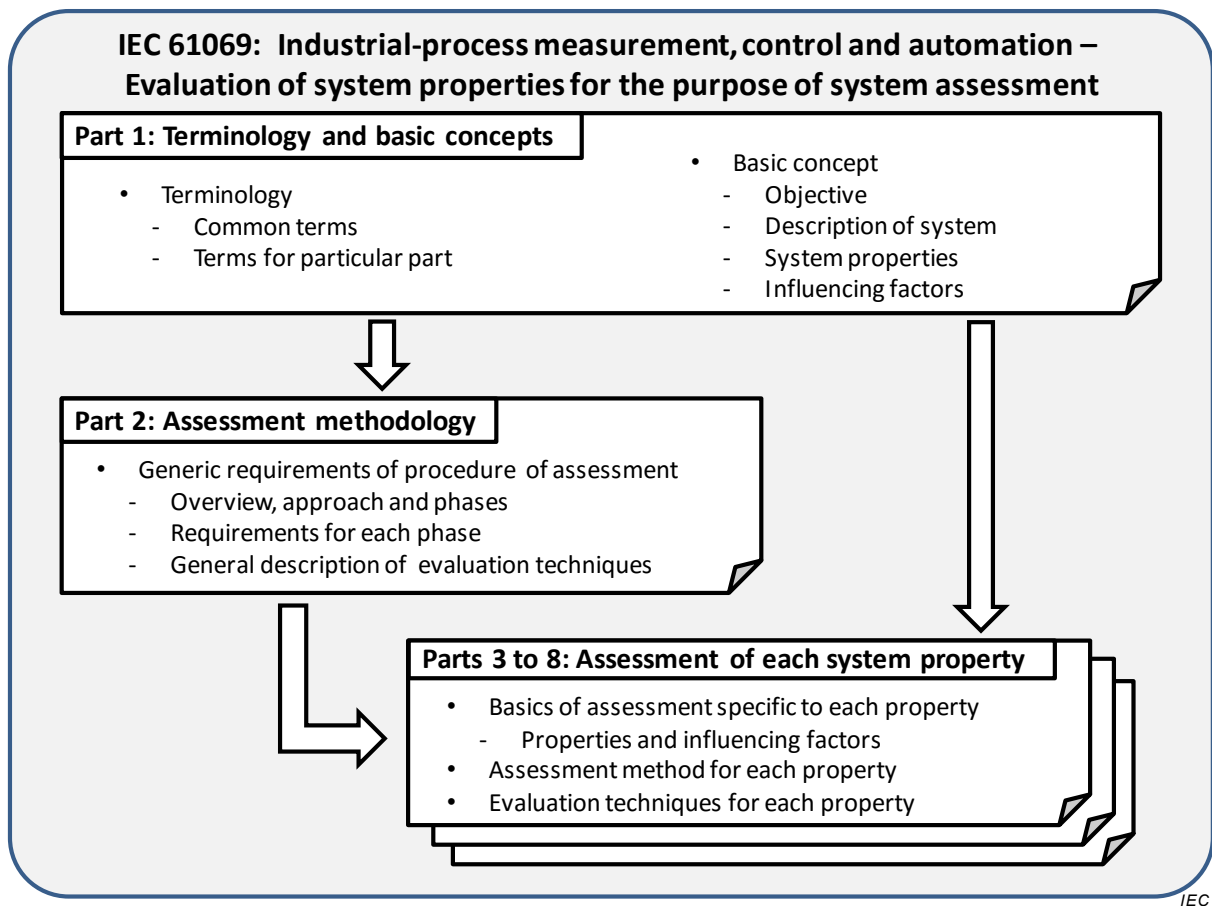 IEC 61069: Industrial-process measurement, control and automation –
Evaluation of system properties for the purpose of system assessment
Part 1: Terminology and basic concepts
• Terminology
- Common terms
- Terms for particular part
• Basic concept
- Objective
- Description of system
- System properties
- Influencing factors
Part 2: Assessment methodology
• Generic requirements of procedure of assessment
- Overview, approach and phases
- Requirements for each phase
- General description of evaluation techniques
Parts 3 to 8: Assessment of each system property
• Basics of assessment specific to each property
- Properties and influencing factors
• Assessment method for each property
• Evaluation techniques for each property
IEC